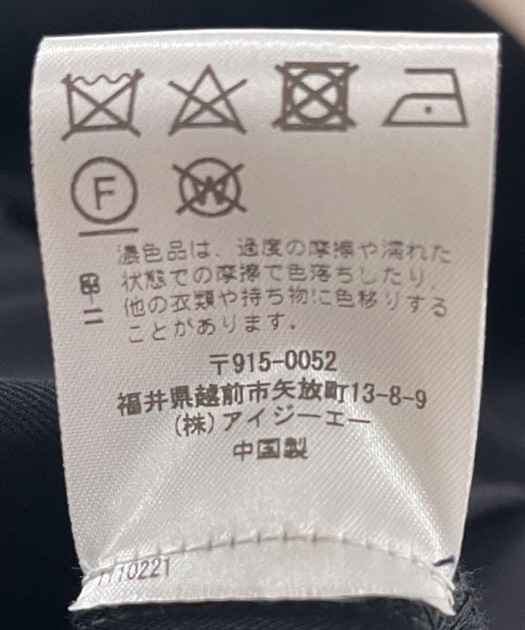 F W
濃色品は、過度の摩擦や濡れた
状態での摩擦で色落ちしたり、
他の衣類や持ち物に色移りする
ことがあります。
〒915-0052
福井県越前市矢放町13-8-9
(株)アイジーエー
中国製
1110221